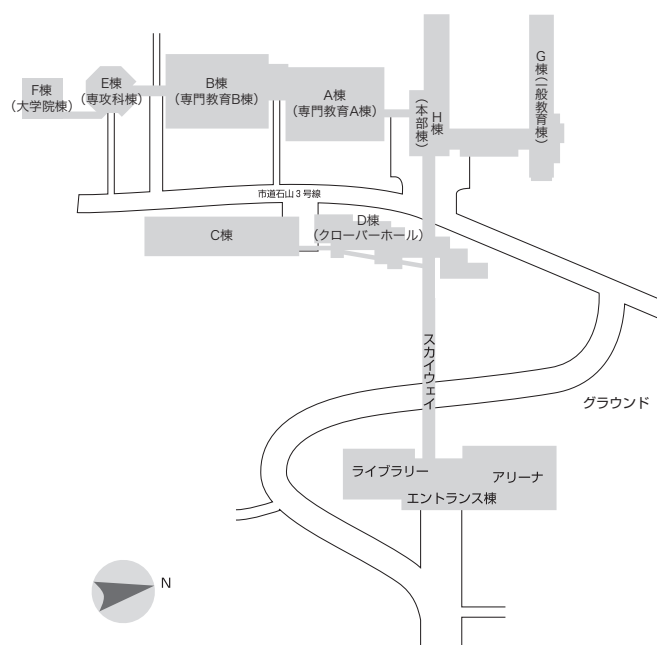 F棟
(大学院棟)
E棟
(専攻科棟)
B棟
(専門教育B棟)
A棟
(専門教育A棟)
H棟
(本部棟)
G棟(一般教育棟)
市道石山3号線
C棟
D棟
(クローバーホール)
スカイウェイ
グラウンド
ライブラリー
アリーナ
エントランス棟
N